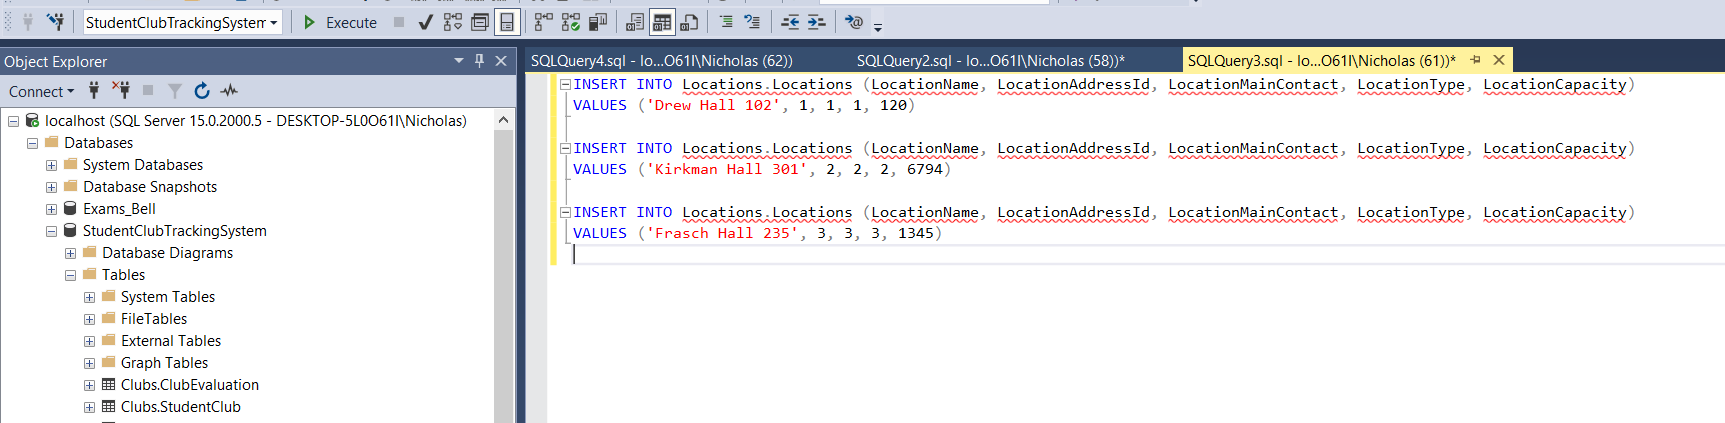 StudentClubTrackingSystem
Execute
Object Explorer
Connect
localhost (SQL Server 15.0.2000.5 - DESKTOP-5L0O61I\Nicholas)
Databases
System Databases
Database Snapshots
Exams_Bell
StudentClubTrackingSystem
Database Diagrams
Tables
System Tables
FileTables
External Tables
Graph Tables
Clubs.ClubEvaluation
Clubs.StudentClub
SQLQuery4.sql - lo...O61I\Nicholas (62))
SQLQuery2.sql - lo...O61I\Nicholas (58))*
SQLQuery3.sql - lo...O61I\Nicholas (61))*
INSERT INTO Locations.Locations (LocationName, LocationAddressId, LocationMainContact, LocationType, LocationCapacity)
VALUES ('Drew Hall 102', 1, 1, 1, 120)
INSERT INTO Locations.Locations (LocationName, LocationAddressId, LocationMainContact, LocationType, LocationCapacity)
VALUES ('Kirkman Hall 301', 2, 2, 2, 6794)
INSERT INTO Locations.Locations (LocationName, LocationAddressId, LocationMainContact, LocationType, LocationCapacity)
VALUES ('Frasch Hall 235', 3, 3, 3, 1345)